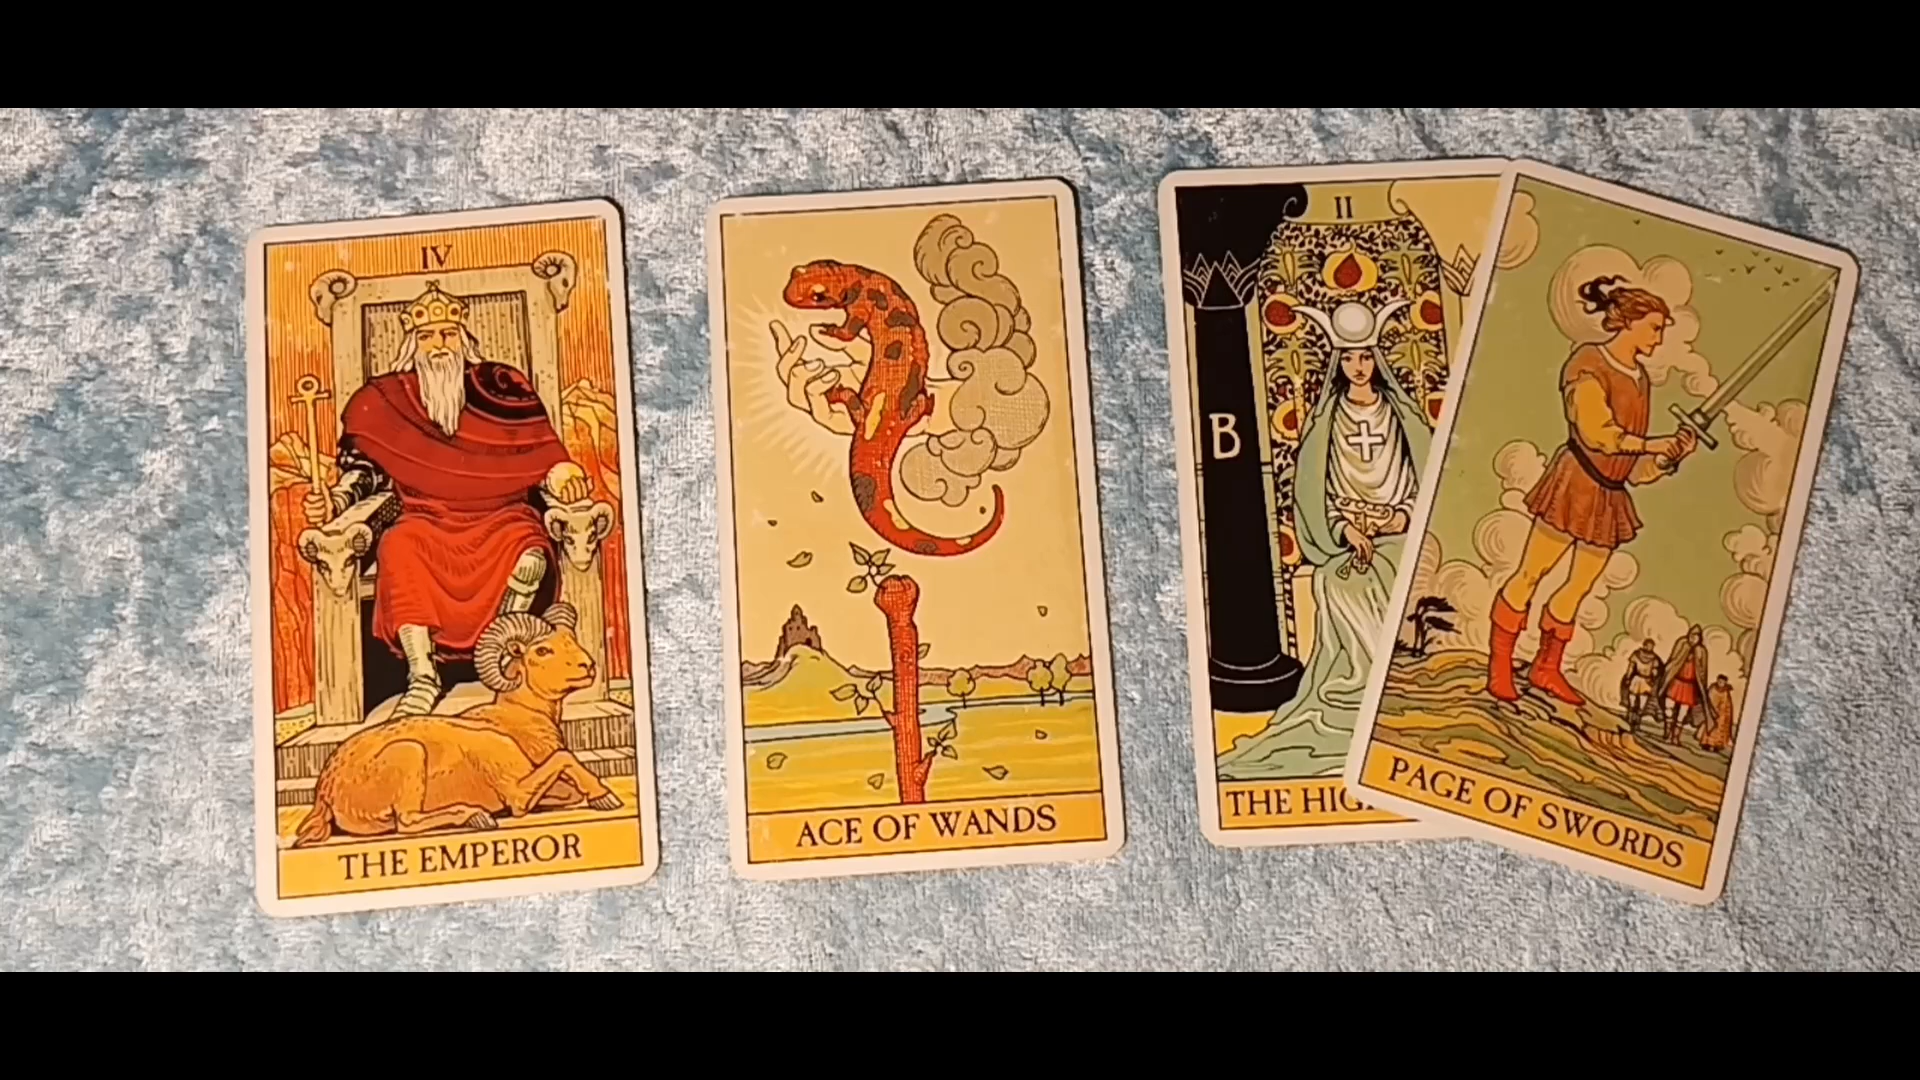 IV
THE EMPEROR
ACE OF WANDS
II
B
THE HIG
PAGE OF SWORDS